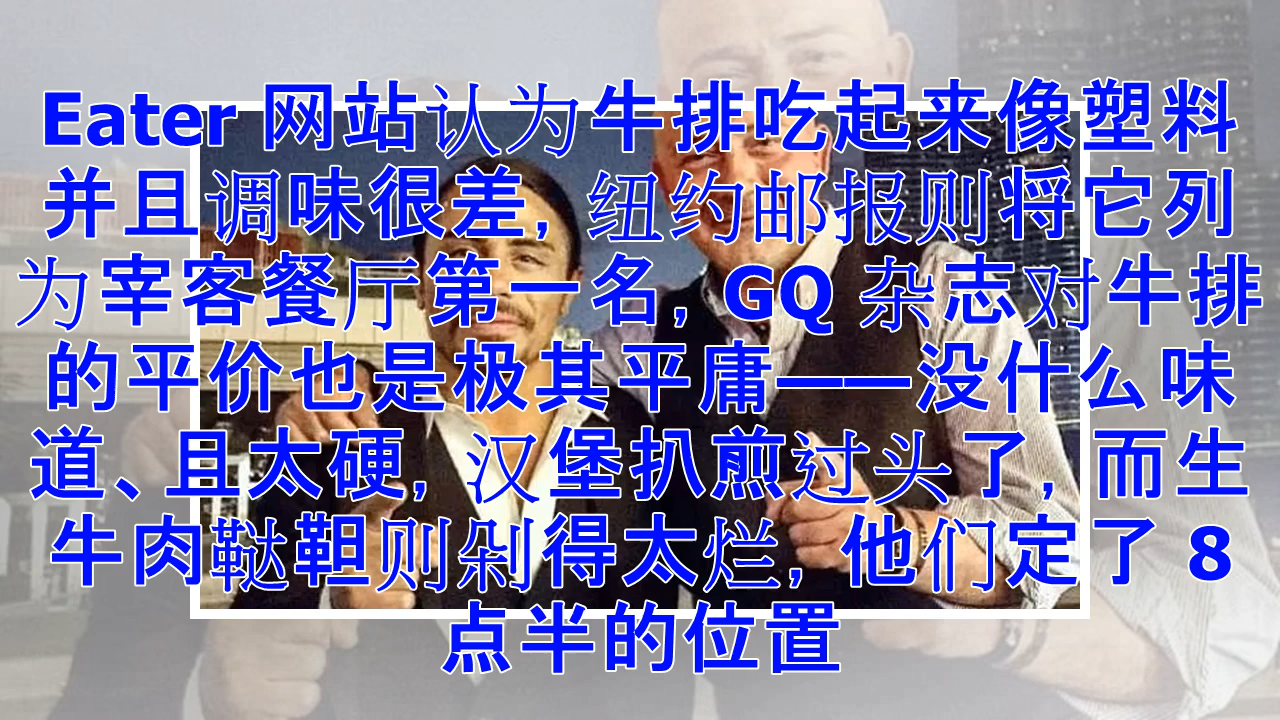 Eater 网站认为牛排吃起来像塑料
并且调味很差, 纽约邮报则将它列
为宰客餐厅第一名, GQ 杂志对牛排
的平价也是极其平庸——没什么味
道、且太硬, 汉堡扒煎过头了, 而生
牛肉鞑靼则剁得太烂, 他们定了 8
点半的位置